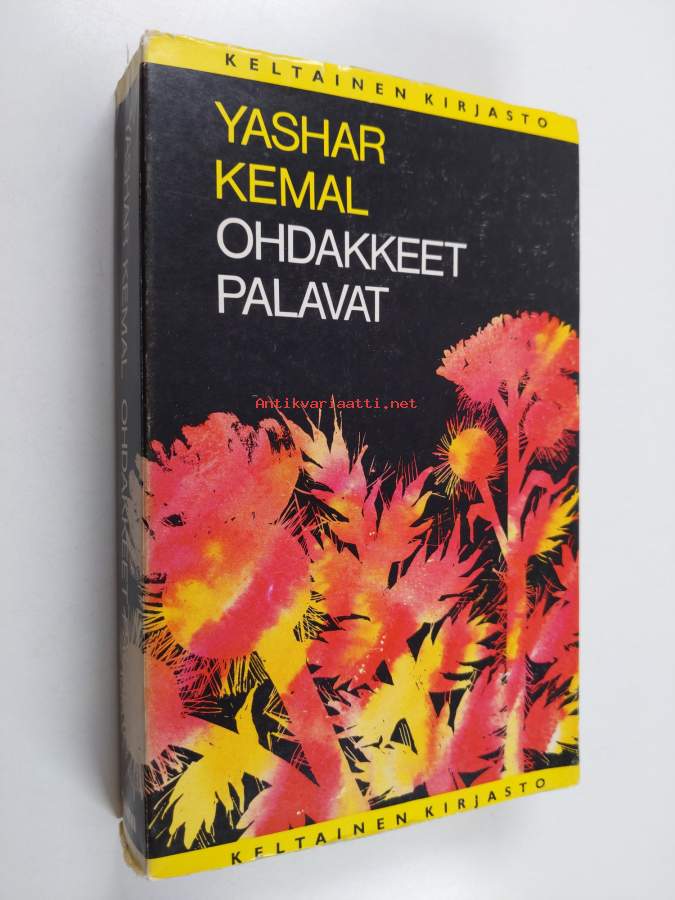 KELTAINEN KIRJASTO
YASHAR
KEMAL
OHDAKKEET
PALAVAT
Antikvariaatti.net
KELTAINEN KIRJASTO
YASHAR KEMAL OHDAKKEET